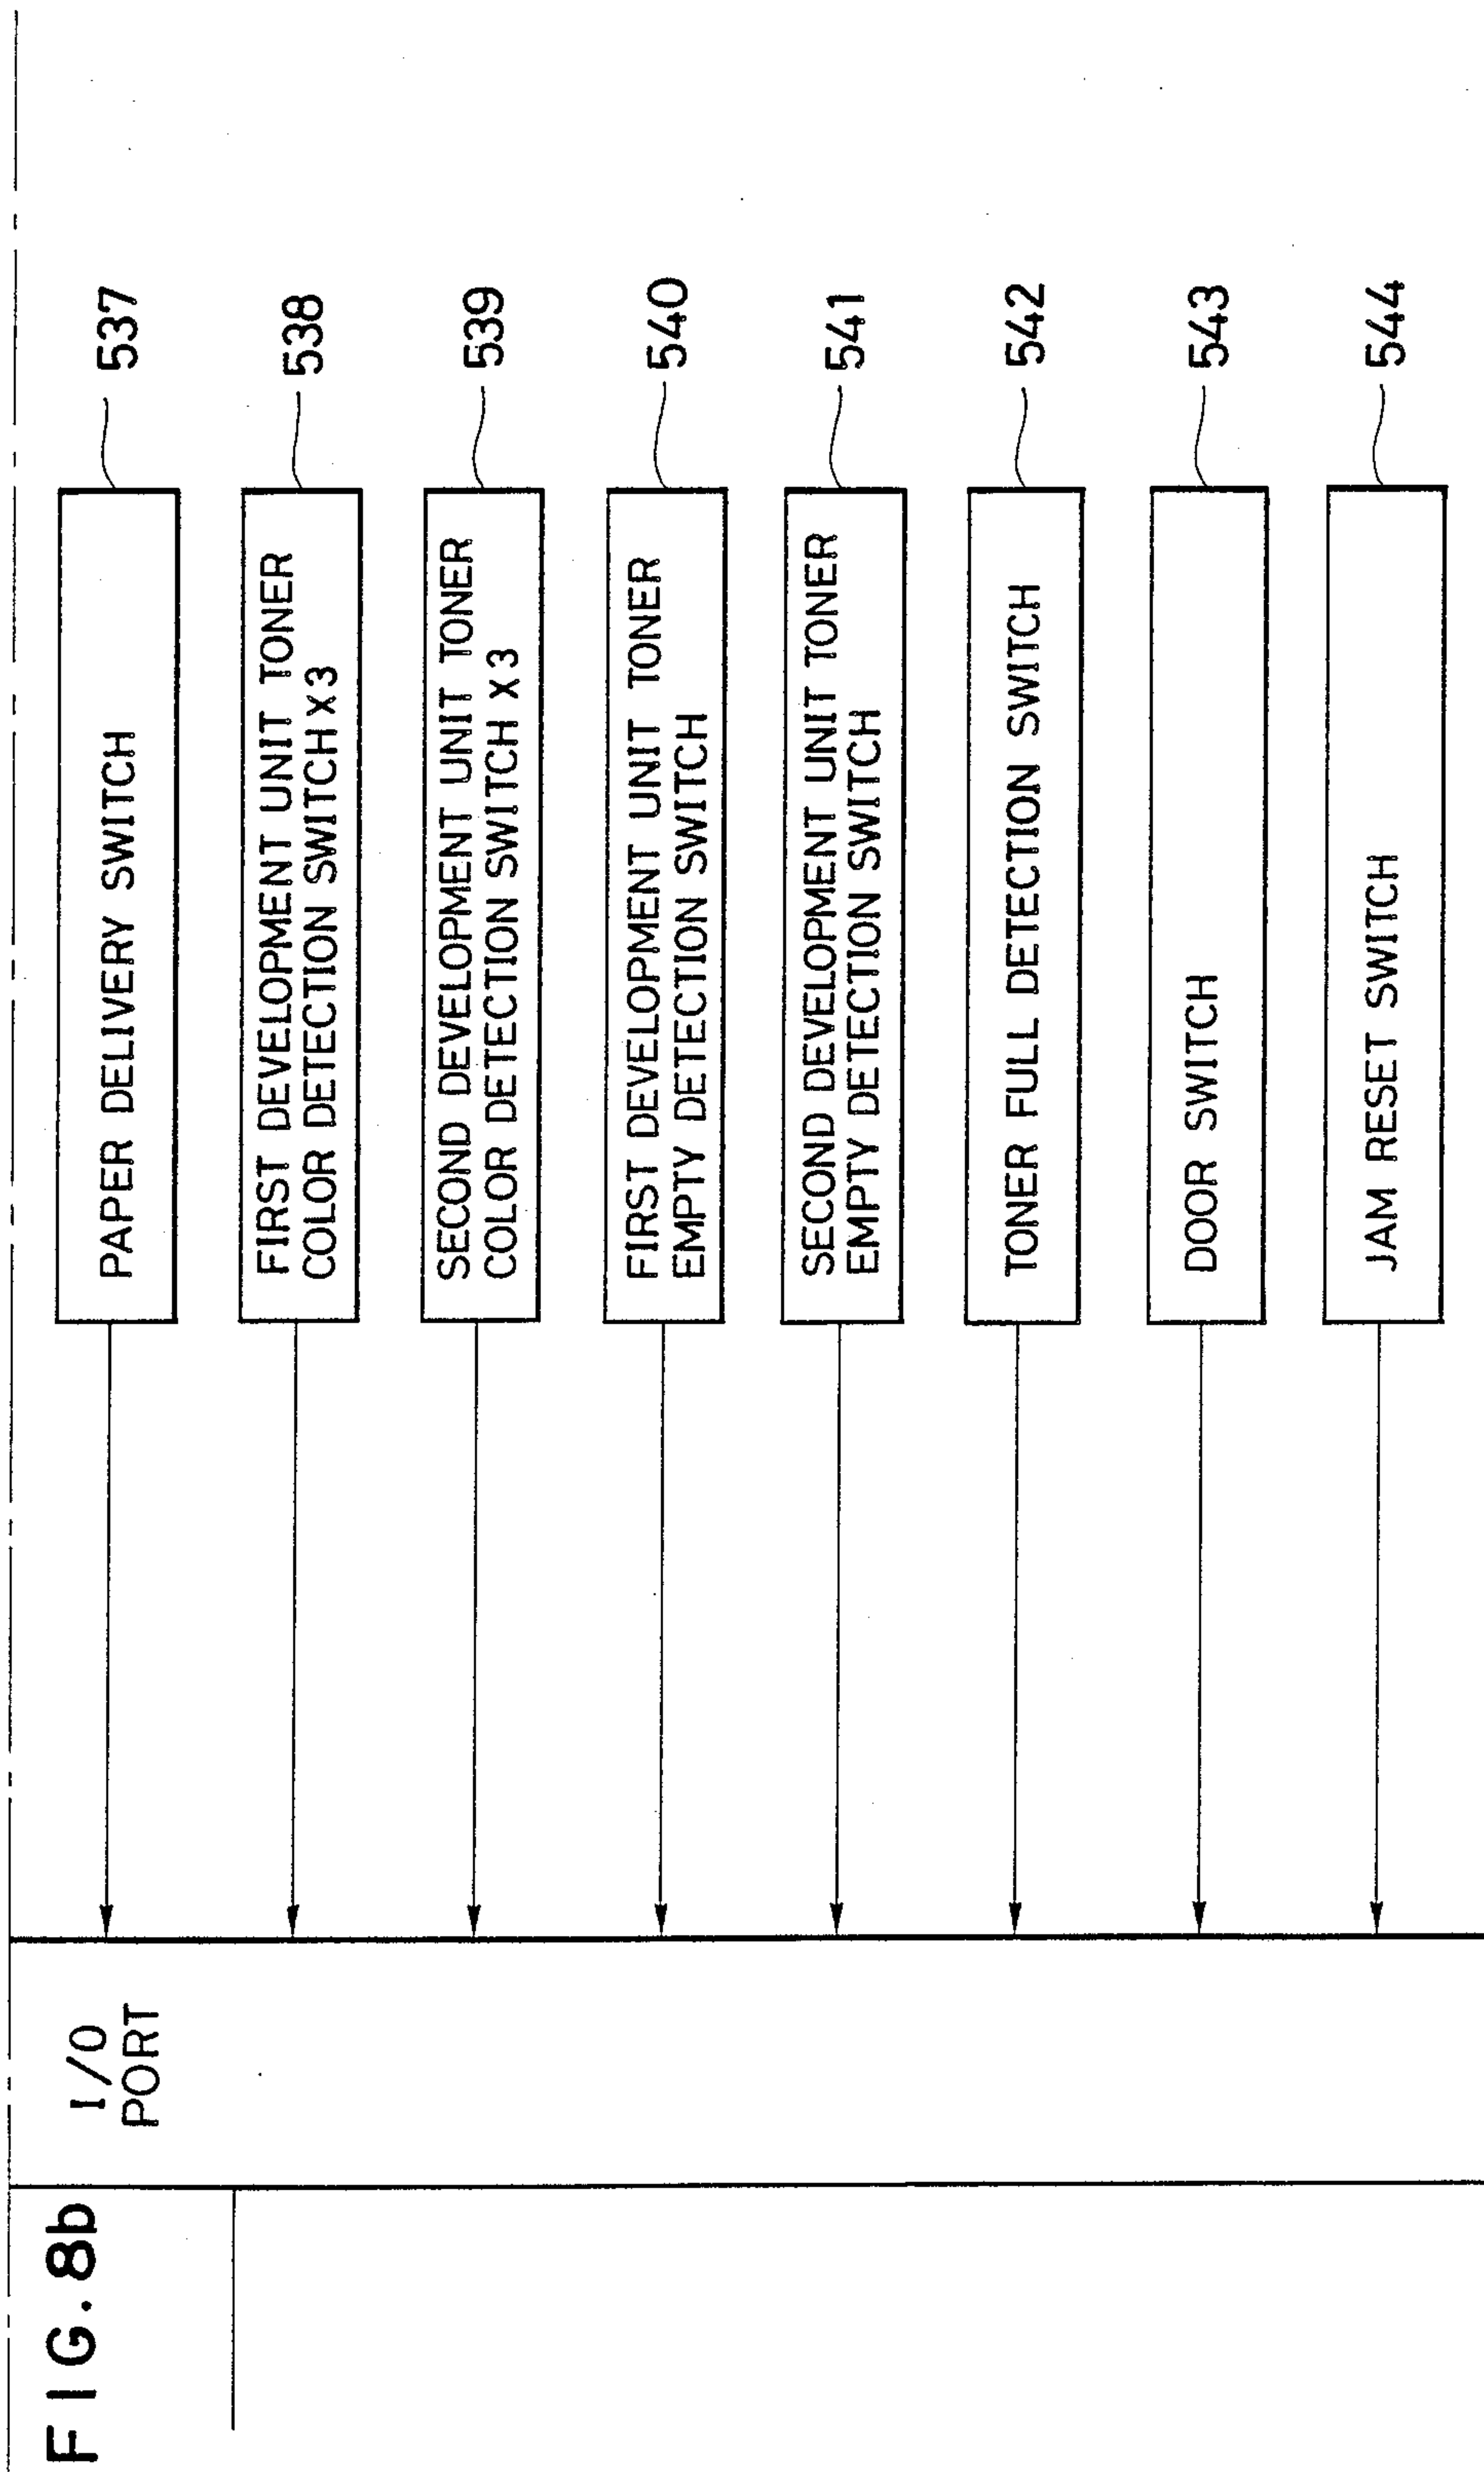 FIG. 8b
I/O
PORT
PAPER DELIVERY SWITCH
537
FIRST DEVELOPMENT UNIT TONER
COLOR DETECTION SWITCH X 3
538
SECOND DEVELOPMENT UNIT TONER
COLOR DETECTION SWITCH X 3
539
FIRST DEVELOPMENT UNIT TONER
EMPTY DETECTION SWITCH
540
SECOND DEVELOPMENT UNIT TONER
EMPTY DETECTION SWITCH
541
TONER FULL DETECTION SWITCH
542
DOOR SWITCH
543
JAM RESET SWITCH
544